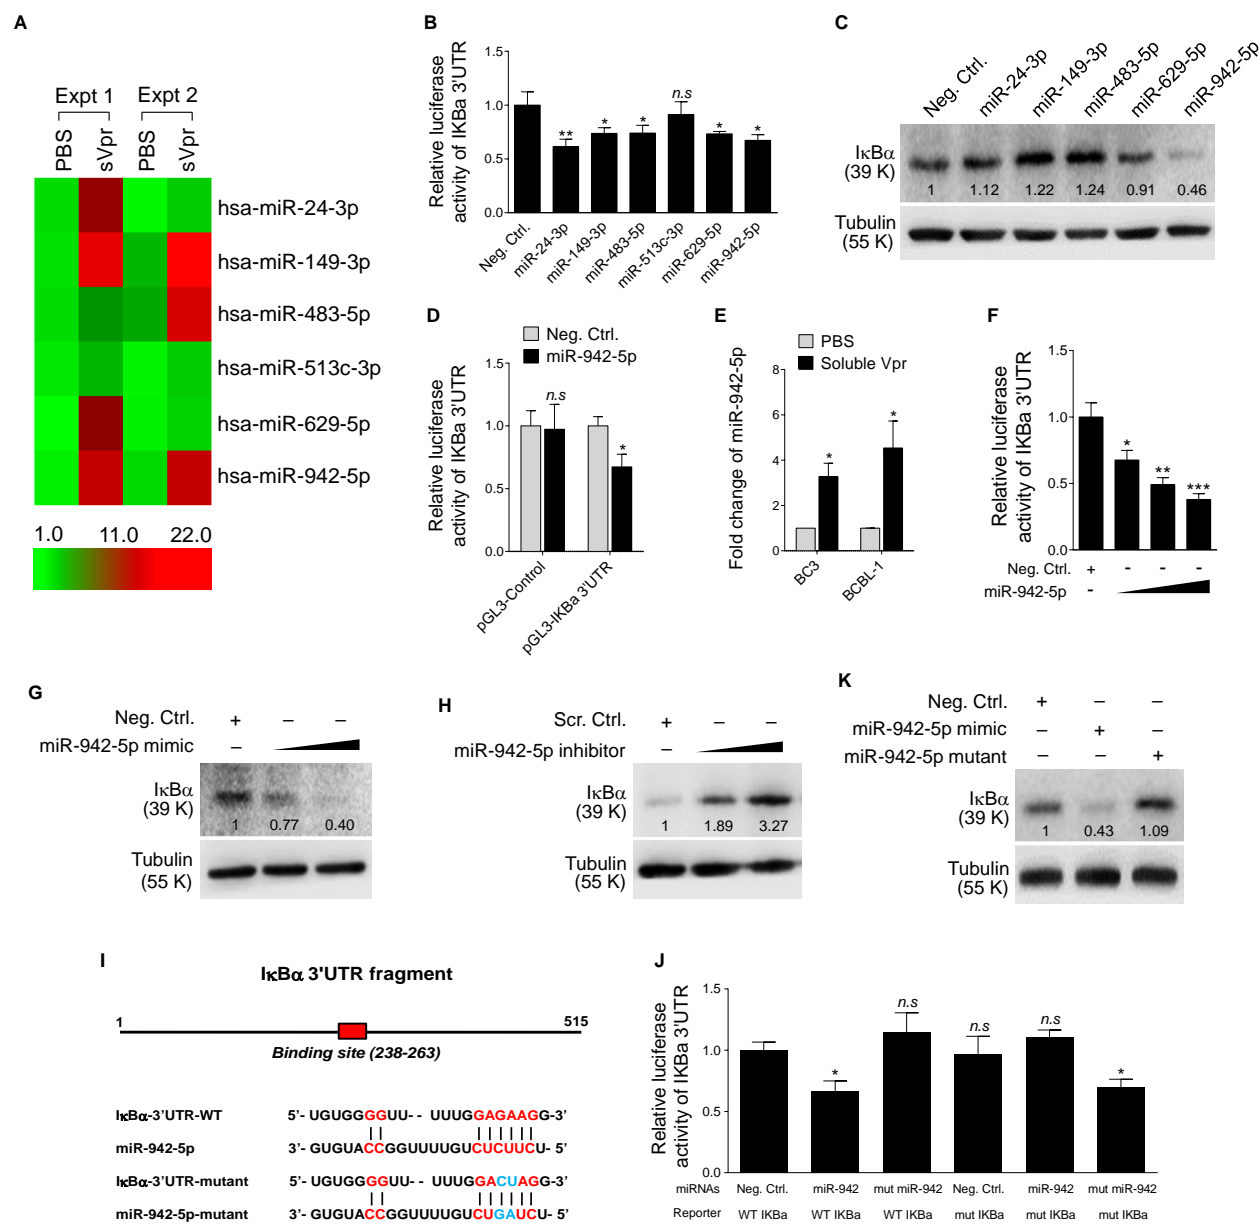 A
Expt 1 Expt 2
PBS sVpr PBS sVpr
hsa-miR-24-3p
hsa-miR-149-3p
hsa-miR-483-5p
hsa-miR-513c-3p
hsa-miR-629-5p
hsa-miR-942-5p
1.0 11.0 22.0
B
Relative luciferase
activity of IKBa 3'UTR
1.5
1.0
0.5
0.0
** * * n.s * *
Neg. Ctrl. miR-24-3p miR-149-3p miR-483-5p miR-513c-3p miR-629-5p miR-942-5p
C
Neg. Ctrl. miR-24-3p miR-149-3p miR-483-5p miR-629-5p miR-942-5p
IκBα
(39 K)
1 1.12 1.22 1.24 0.91 0.46
Tubulin
(55 K)
D
Neg. Ctrl.
miR-942-5p
Relative luciferase
activity of IKBa 3'UTR
1.5
1.0
0.5
0.0
n.s *
pGL3-Control pGL3-IKBa 3'UTR
E
PBS
Soluble Vpr
Fold change of miR-942-5p
8
6
4
2
0
* *
BC3 BCBL-1
F
Relative luciferase
activity of IKBa 3'UTR
1.5
1.0
0.5
0.0
* ** ***
Neg. Ctrl. + - - -
miR-942-5p -
G
Neg. Ctrl. + – –
miR-942-5p mimic –
IκBα
(39 K)
1 0.77 0.40
Tubulin
(55 K)
H
Scr. Ctrl. + – –
miR-942-5p inhibitor –
IκBα
(39 K)
1 1.89 3.27
Tubulin
(55 K)
K
Neg. Ctrl. + – –
miR-942-5p mimic – + –
miR-942-5p mutant – – +
IκBα
(39 K)
1 0.43 1.09
Tubulin
(55 K)
I
IκBα 3'UTR fragment
1 515
Binding site (238-263)
IκBα-3'UTR-WT 5'- UGUGGGGUU- - UUUGGAGAAGG-3'
miR-942-5p 3'- GUGUACCGGUUUUGUCUCUUCU- 5'
IκBα-3'UTR-mutant 5'- UGUGGGGUU- - UUUGGACUAGG-3'
miR-942-5p-mutant 3'- GUGUACCGGUUUUGUCUGAUCU- 5'
J
Relative luciferase
activity of IKBa 3'UTR
1.5
1.0
0.5
0.0
* n.s n.s n.s *
miRNAs Neg. Ctrl. miR-942 mut miR-942 Neg. Ctrl. miR-942 mut miR-942
Reporter WT IKBa WT IKBa WT IKBa mut IKBa mut IKBa mut IKBa